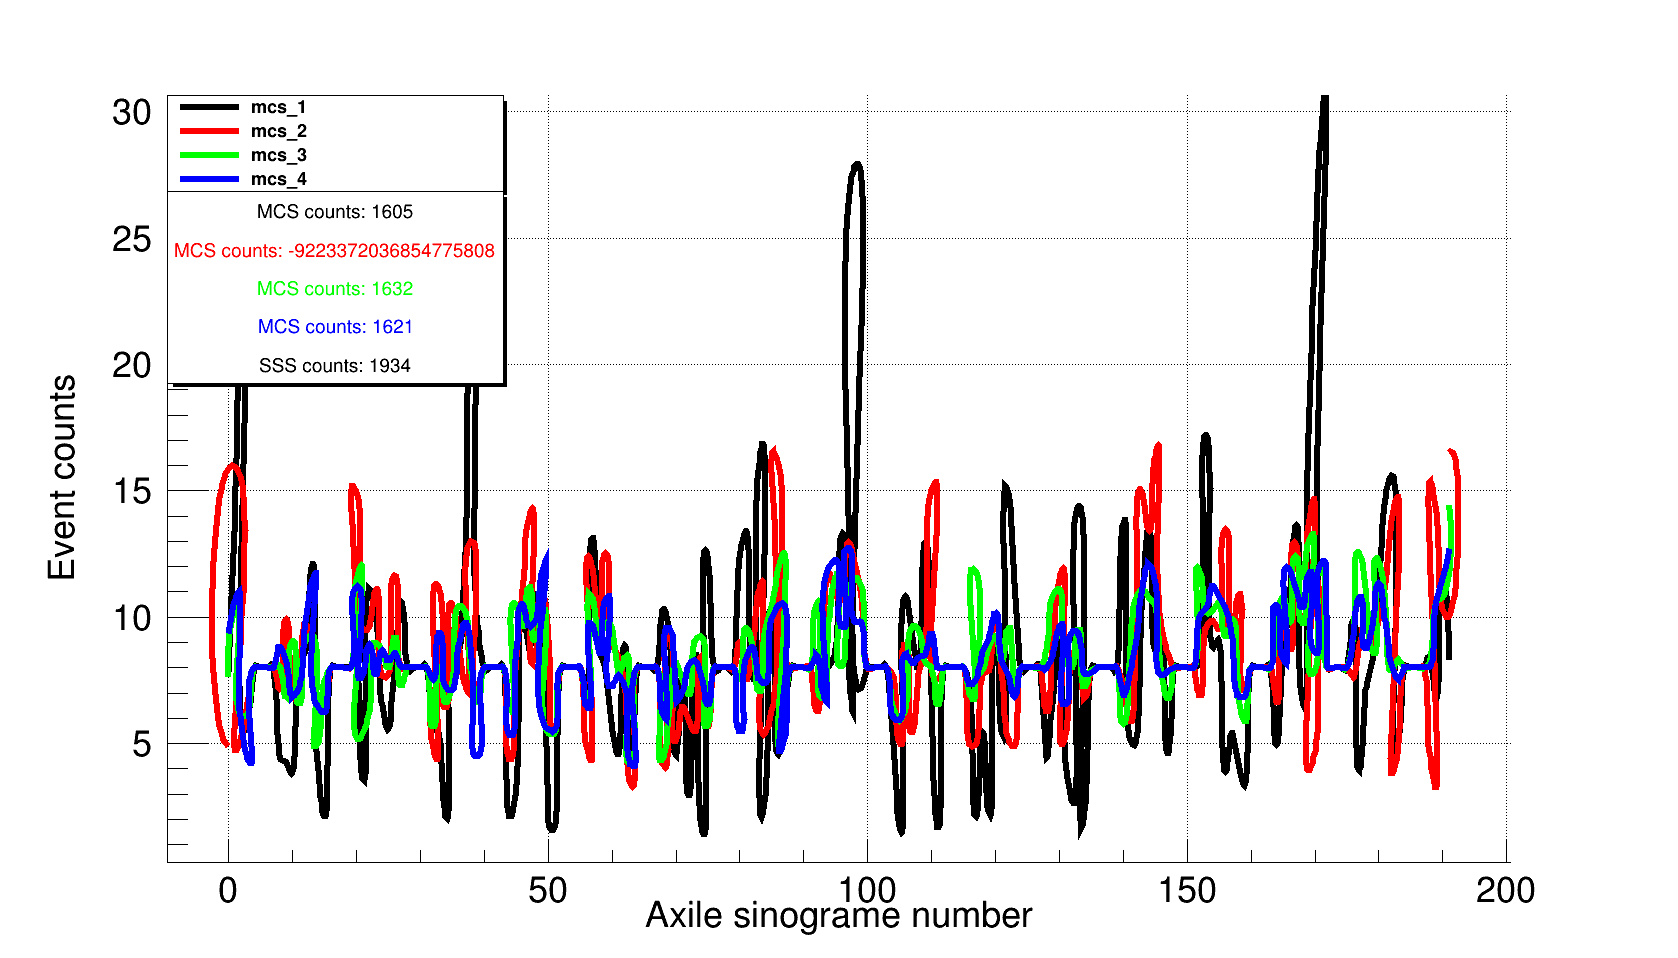 mcs_1
mcs_2
mcs_3
mcs_4
MCS counts: 1605
MCS counts: -9223372036854775808
MCS counts: 1632
MCS counts: 1621
SSS counts: 1934
30
25
20
15
10
5
Event counts
0 50 100 150 200
Axile sinograme number